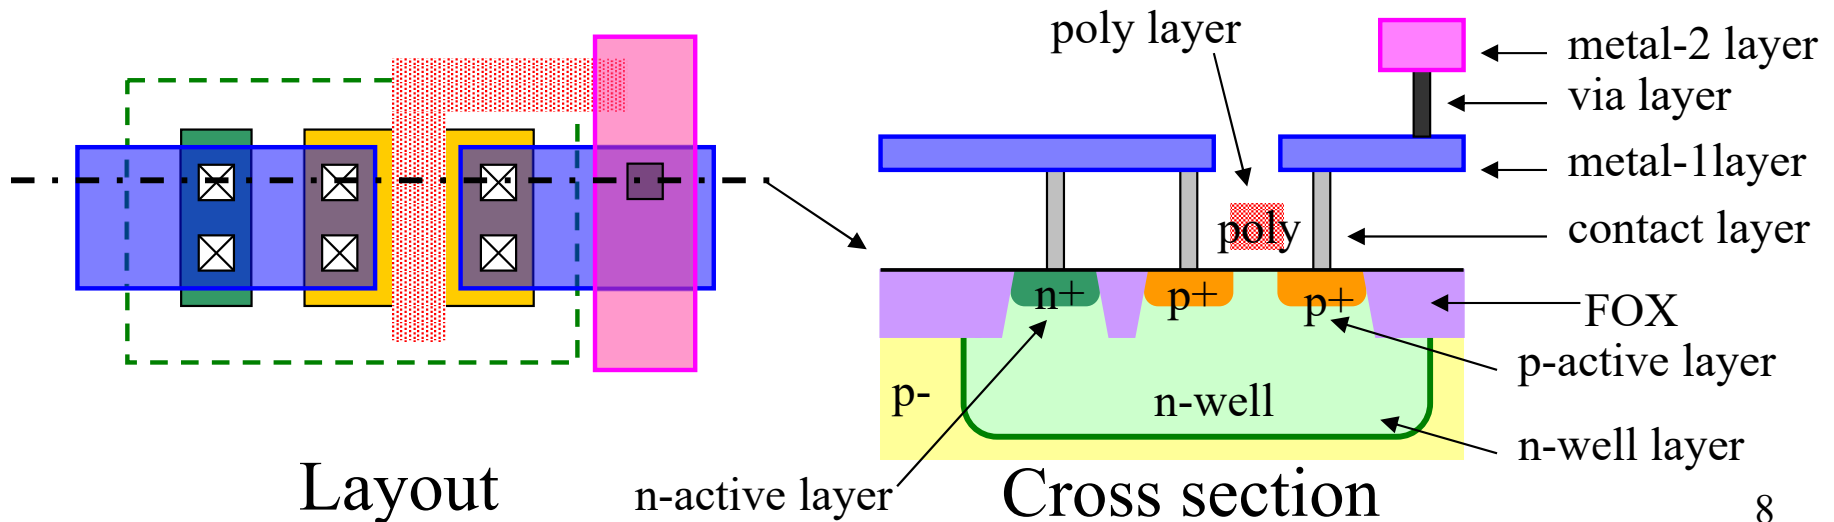 poly layer
metal-2 layer
via layer
metal-1layer
contact layer
poly
n+
p+
p+
FOX
p-active layer
p-
n-well
n-well layer
Layout
n-active layer
Cross section
8